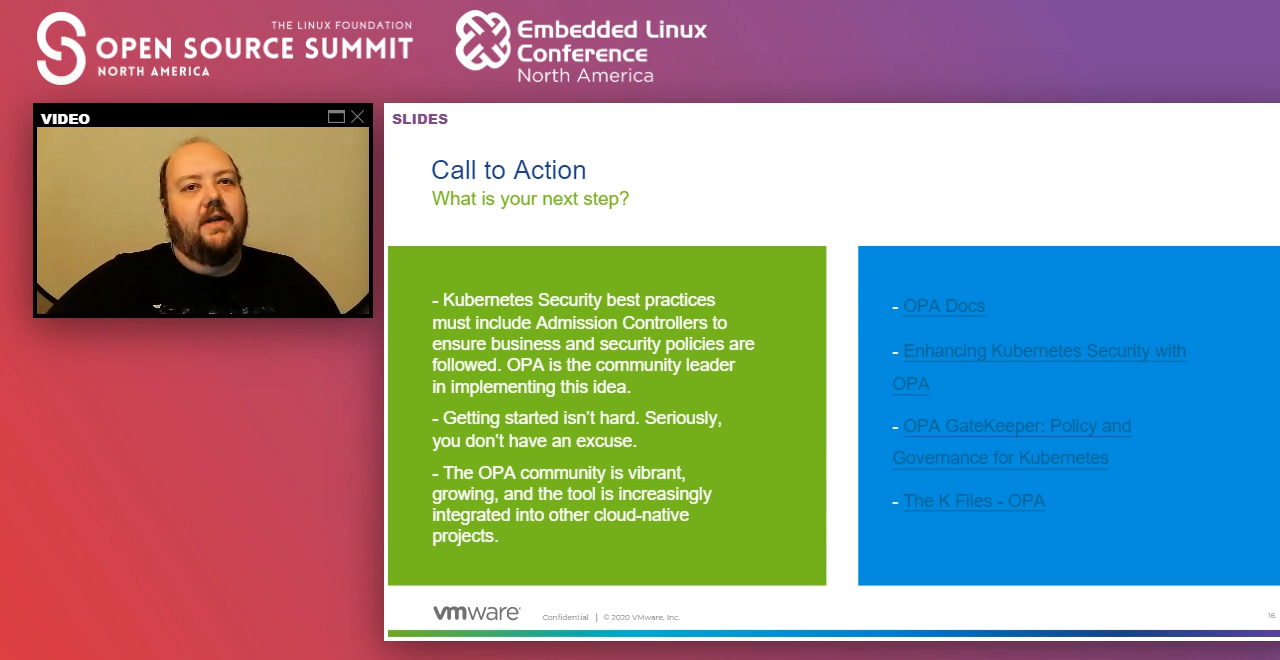 THE LINUX FOUNDATION
OPEN SOURCE SUMMIT
NORTH AMERICA
Embedded Linux
Conference
North America
VIDEO
SLIDES
Call to Action
What is your next step?
- Kubernetes Security best practices
must include Admission Controllers to
ensure business and security policies are
followed. OPA is the community leader
in implementing this idea.
- Getting started isn’t hard. Seriously,
you don’t have an excuse.
- The OPA community is vibrant,
growing, and the tool is increasingly
integrated into other cloud-native
projects.
- OPA Docs
- Enhancing Kubernetes Security with
OPA
- OPA GateKeeper: Policy and
Governance for Kubernetes
- The K Files - OPA
vmware®
Confidential | © 2020 VMware, Inc.
16